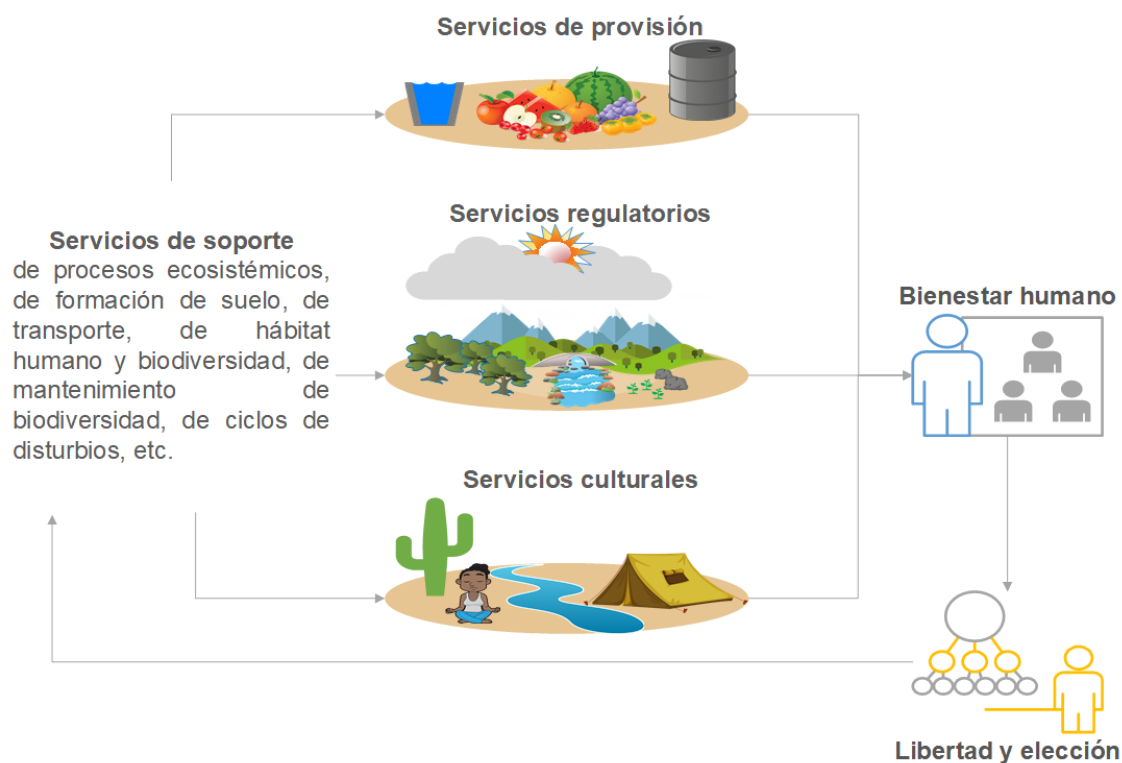 Servicios de provisión
Servicios regulatorios
Servicios de soporte
de procesos ecosistémicos,
de formación de suelo, de
transporte, de hábitat
humano y biodiversidad, de
mantenimiento de
biodiversidad, de ciclos de
disturbios, etc.
Bienestar humano
Servicios culturales
Libertad y elección